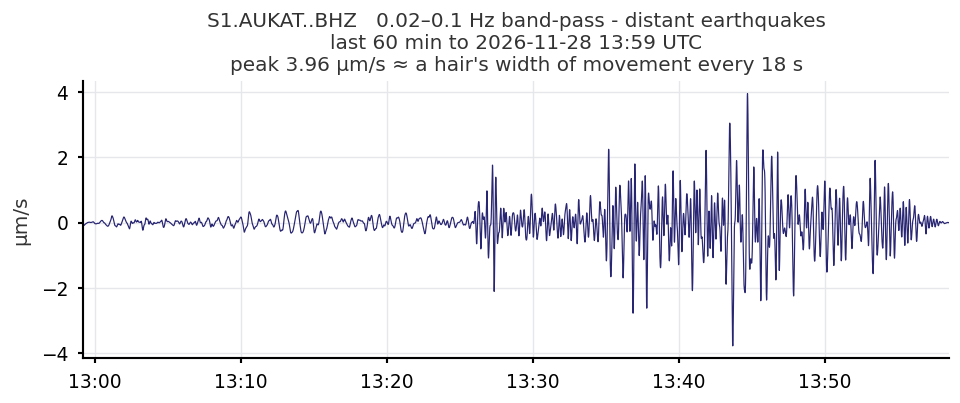 S1.AUKAT..BHZ   0.02–0.1 Hz band-pass - distant earthquakes
last 60 min to 2026-11-28 13:59 UTC
peak 3.96 μm/s ≈ a hair's width of movement every 18 s
μm/s
4
2
0
−2
−4
13:00 13:10 13:20 13:30 13:40 13:50